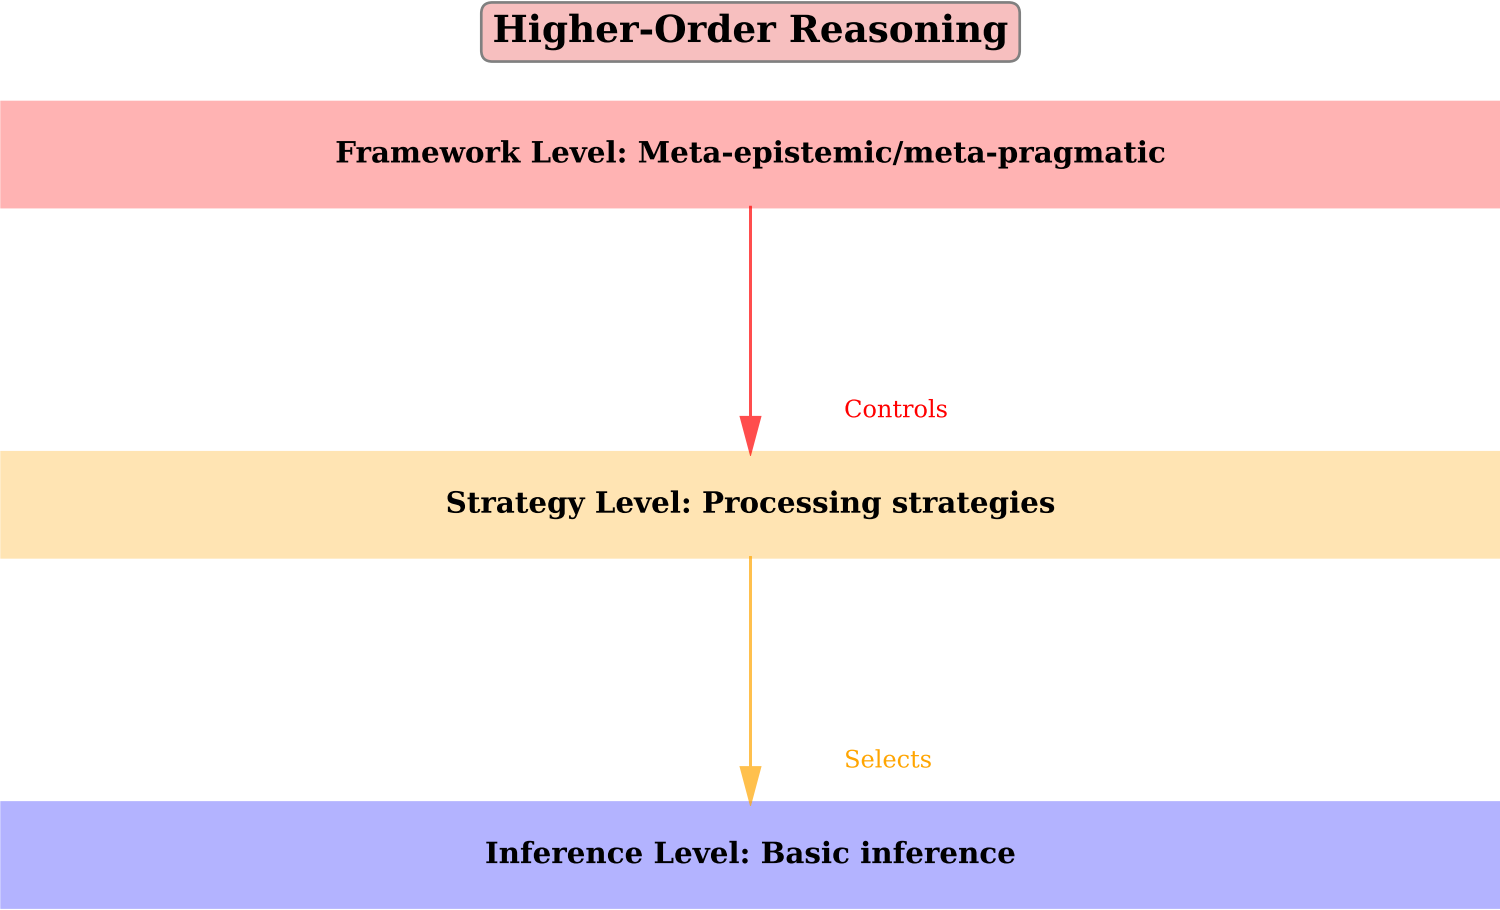 Higher-Order Reasoning
Framework Level: Meta-epistemic/meta-pragmatic
Controls
Strategy Level: Processing strategies
Selects
Inference Level: Basic inference